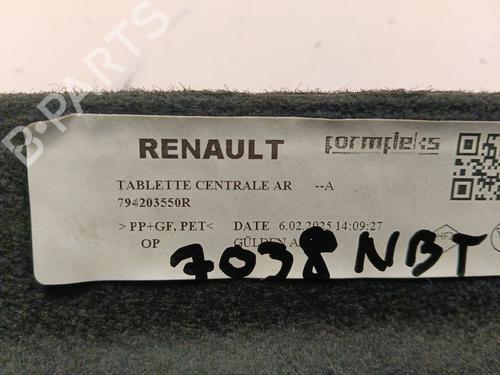 B-PARTS
RENAULT formpleks
TABLETTE CENTRALE AR --A
794203550R
> PP+GF, PET< DATE 6.02.2025 14:09:27
OP GÜLDEN A
7038 NBT